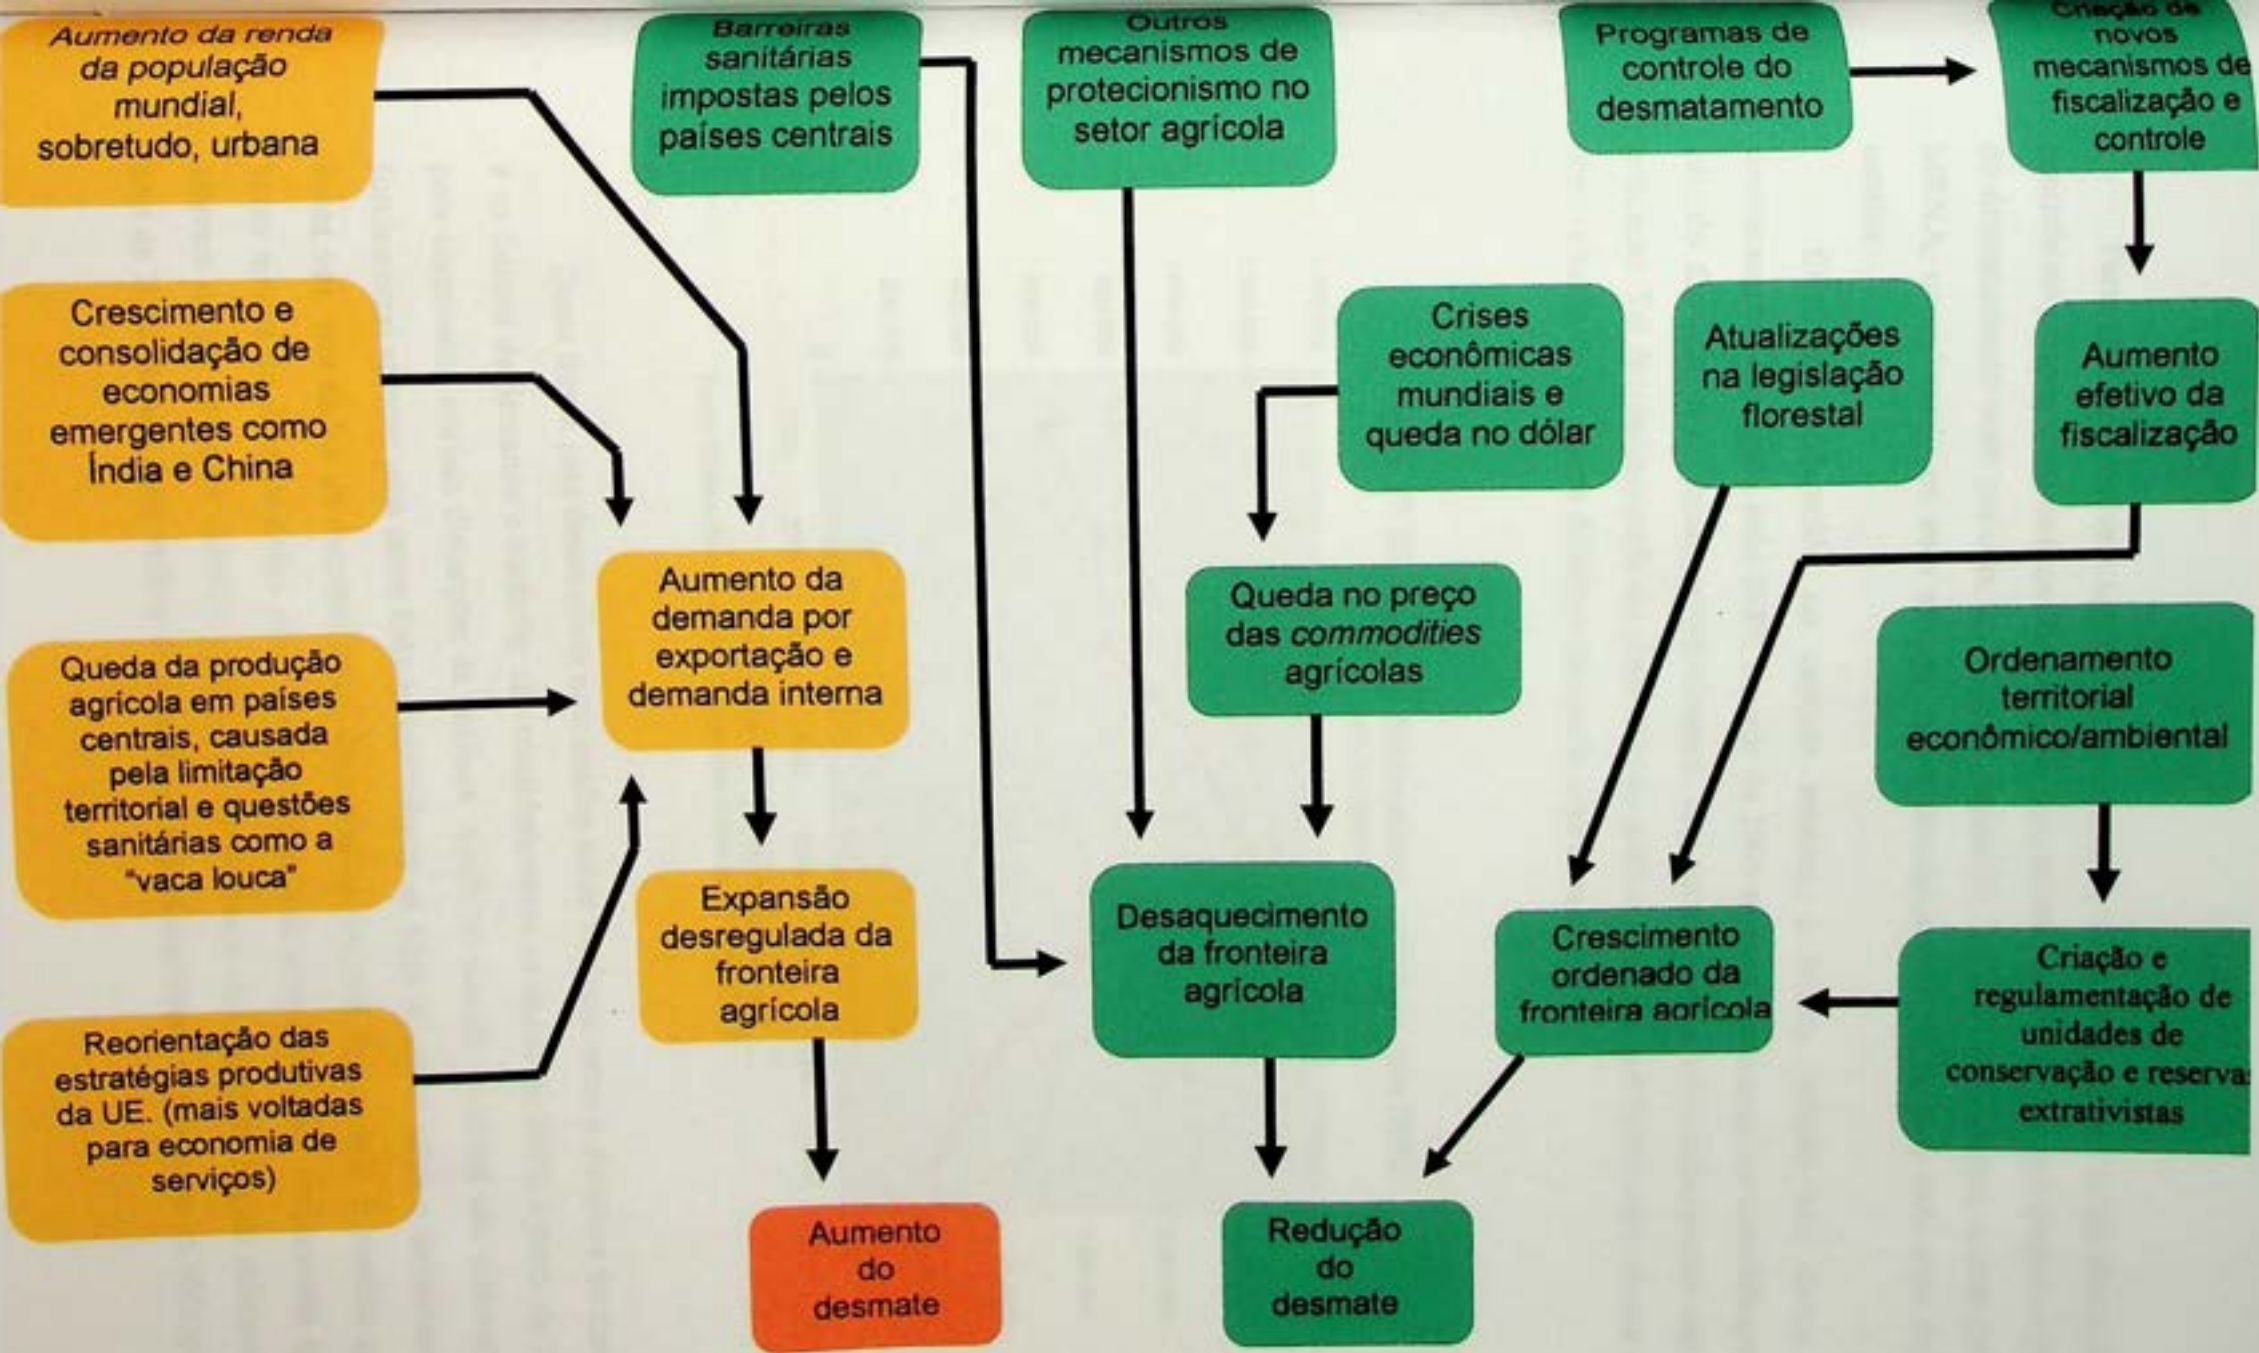 Aumento da renda
da população
mundial,
sobretudo, urbana
Barreiras
sanitárias
impostas pelos
países centrais
Outros
mecanismos de
protecionismo no
setor agrícola
Programas de
controle do
desmatamento
Criação de
novos
mecanismos de
fiscalização e
controle
Crescimento e
consolidação de
economias
emergentes como
Índia e China
Crises
econômicas
mundiais e
queda no dólar
Atualizações
na legislação
florestal
Aumento
efetivo da
fiscalização
Aumento da
demanda por
exportação e
demanda interna
Queda no preço
das commodities
agrícolas
Ordenamento
territorial
econômico/ambiental
Queda da produção
agrícola em países
centrais, causada
pela limitação
territorial e questões
sanitárias como a
“vaca louca”
Expansão
desregulada da
fronteira
agrícola
Desaquecimento
da fronteira
agrícola
Crescimento
ordenado da
fronteira agrícola
Criação e
regulamentação de
unidades de
conservação e reservas
extrativistas
Reorientação das
estratégias produtivas
da UE. (mais voltadas
para economia de
serviços)
Aumento
do
desmate
Redução
do
desmate